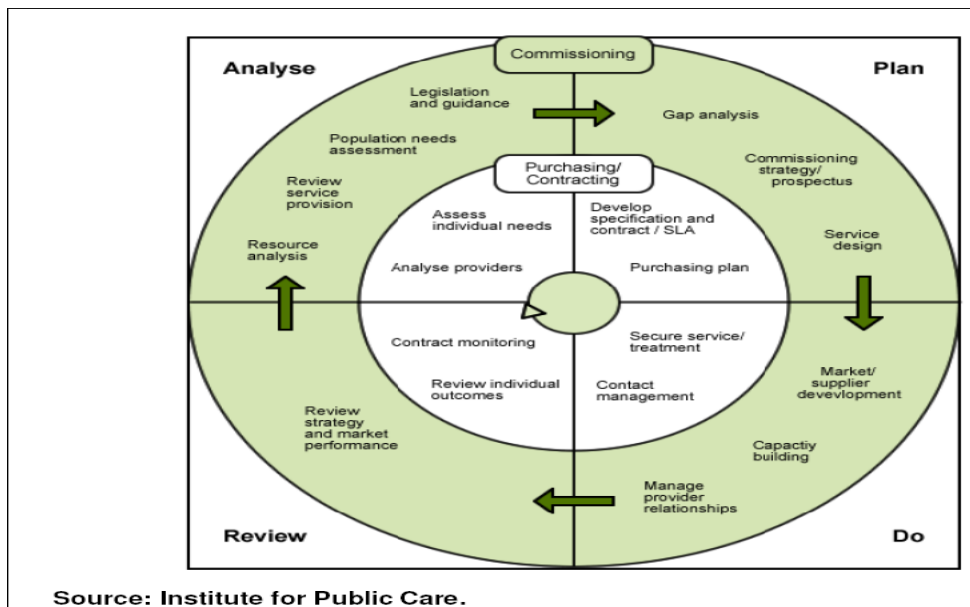 Analyse
Commissioning
Plan
Legislation
and guidance
Gap analysis
Population needs
assessment
Commissioning
strategy/
prospectus
Purchasing/
Contracting
Review
service
provision
Assess
individual needs
Develop
specification and
contract / SLA
Service
design
Resource
analysis
Analyse providers
Purchasing plan
Contract monitoring
Secure service/
treatment
Review individual
outcomes
Contact
management
Market/
supplier
devevlopment
Review
strategy
and market
performance
Capactiy
building
Manage
provider
relationships
Review
Do
Source: Institute for Public Care.